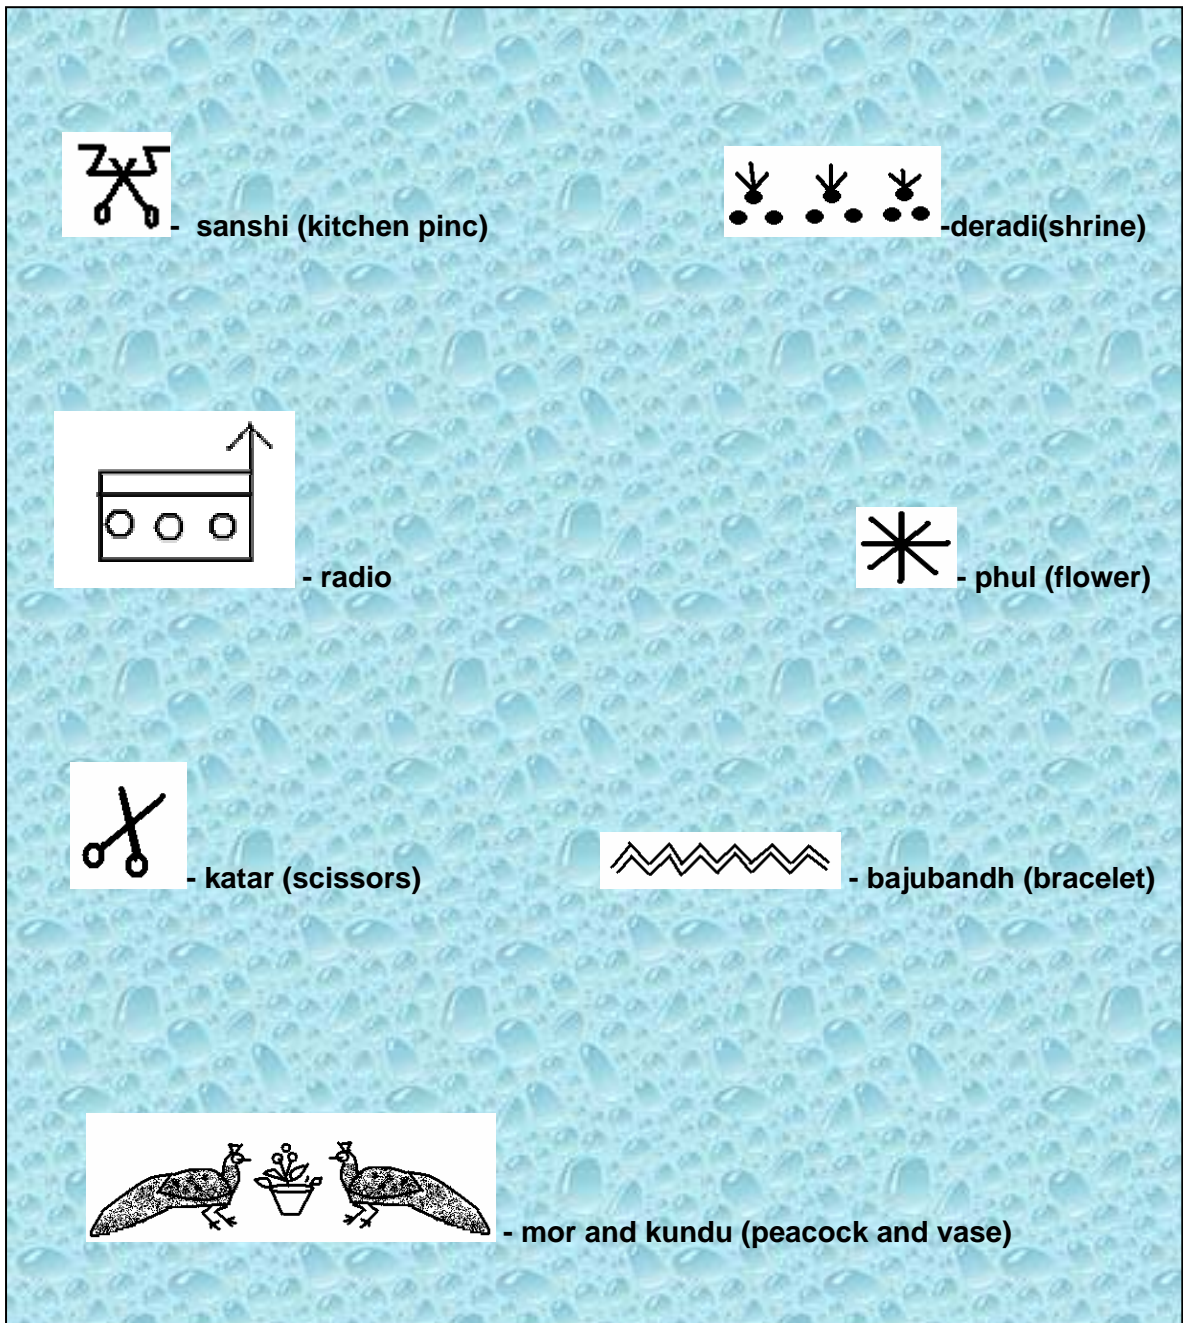 - sanshi (kitchen pinc)
-deradi(shrine)
- radio
- phul (flower)
- katar (scissors)
- bajubandh (bracelet)
- mor and kundu (peacock and vase)